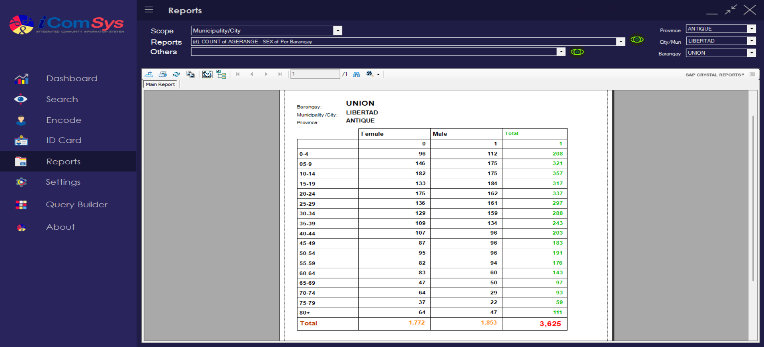 iComSys
INTEGRATED COMMUNITY INFORMATION SYSTEM
Dashboard
Search
Encode
ID Card
Reports
Settings
Query Builder
About
Reports
Scope Municipality/City
Reports COUNT of AGERANGE - SEX of Per Barangay
Others
Province ANTIQUE
City/Mun LIBERTAD
Barangay UNION
1 /1
SAP CRYSTAL REPORTS®
Main Report
Barangay: UNION
Municipality /City: LIBERTAD
Province: ANTIQUE
Female Male Total
0 1 1
0-4 96 112 208
05-9 146 175 321
10-14 182 175 357
15-19 133 184 317
20-24 175 162 337
25-29 136 161 297
30-34 129 159 288
35-39 109 134 243
40-44 107 96 203
45-49 87 96 183
50-54 95 96 191
55-59 82 94 176
60-64 83 60 143
65-69 47 50 97
70-74 64 29 93
75-79 37 22 59
80+ 64 47 111
Total 1,772 1,853 3,625